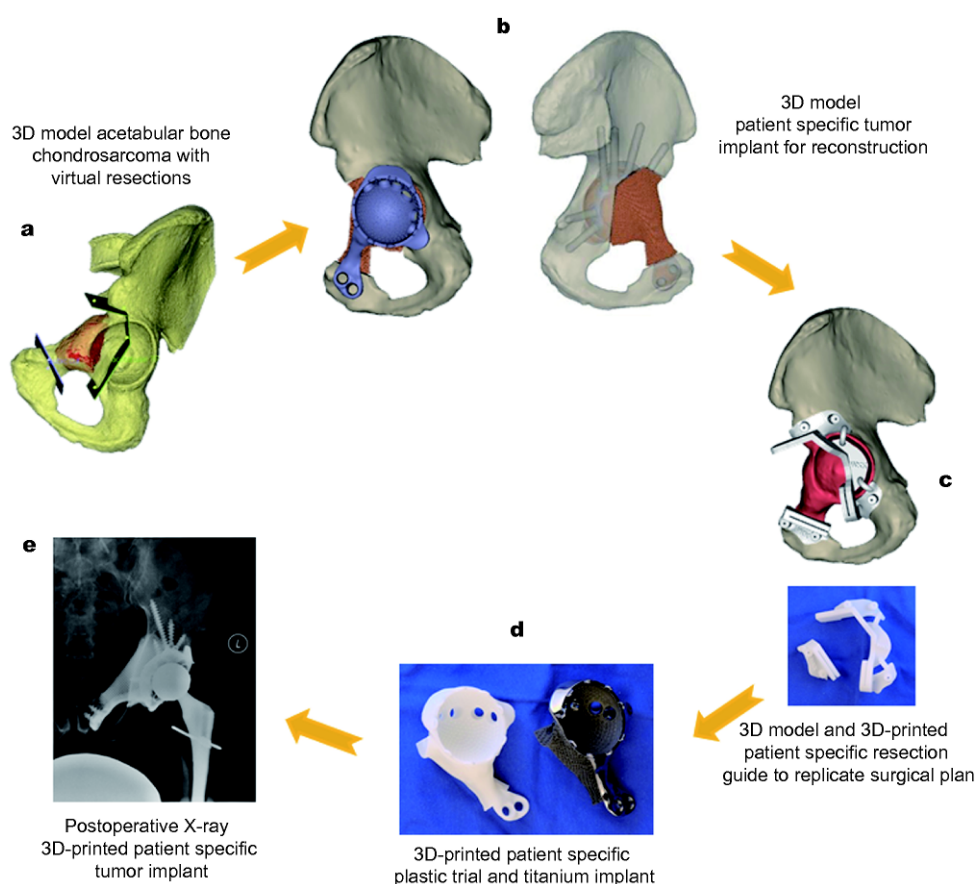 b
3D model acetabular bone
chondrosarcoma with
virtual resections
3D model
patient specific tumor
implant for reconstruction
a
c
e
L
d
3D model and 3D-printed
patient specific resection
guide to replicate surgical plan
Postoperative X-ray
3D-printed patient specific
tumor implant
3D-printed patient specific
plastic trial and titanium implant